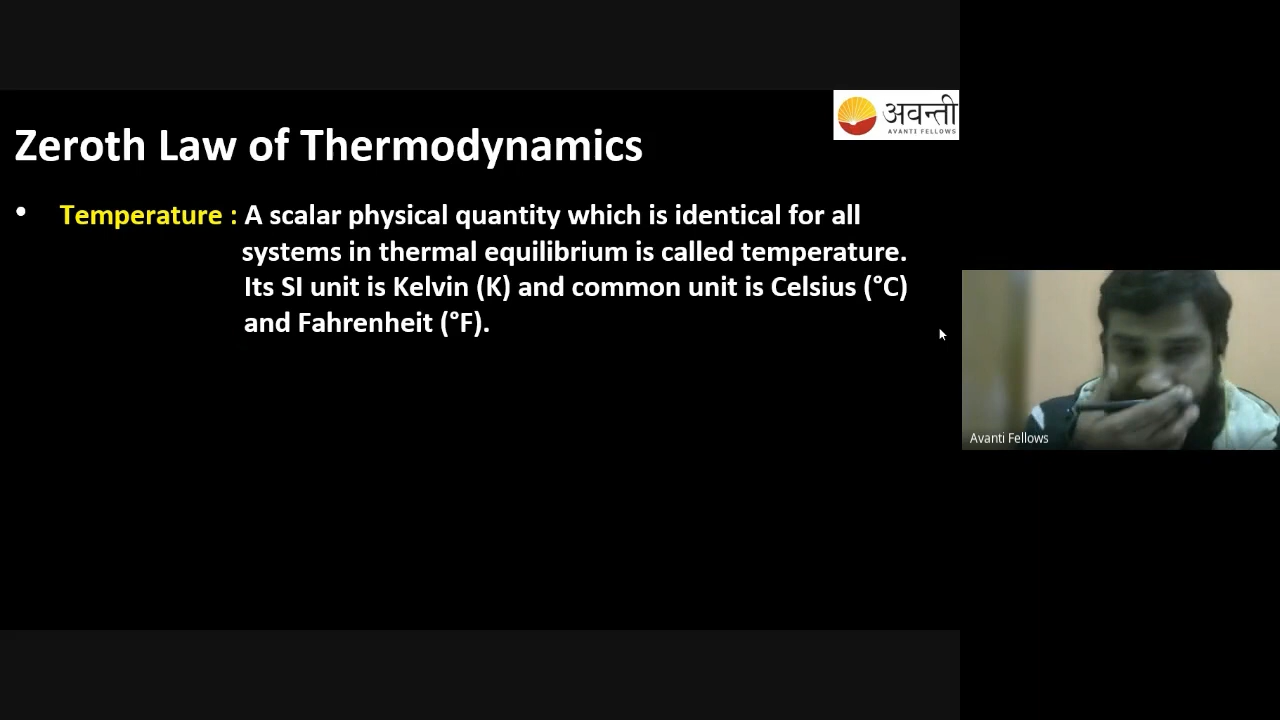 अवन्ती
AVANTI FELLOWS
Zeroth Law of Thermodynamics
• Temperature : A scalar physical quantity which is identical for all
systems in thermal equilibrium is called temperature.
Its SI unit is Kelvin (K) and common unit is Celsius (°C)
and Fahrenheit (°F).
Avanti Fellows